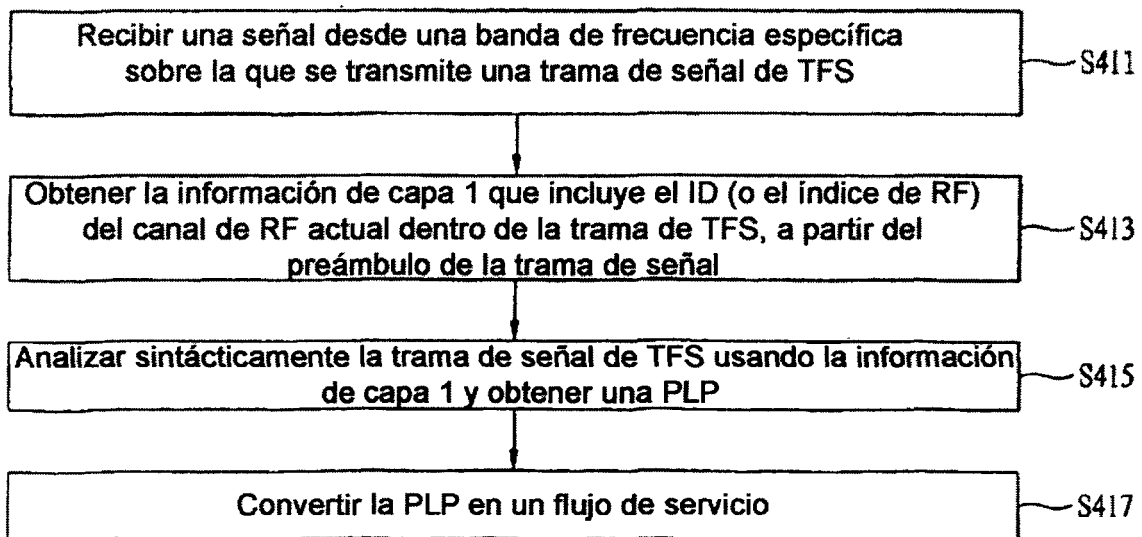 Recibir una señal desde una banda de frecuencia específica
sobre la que se transmite una trama de señal de TFS
S411
Obtener la información de capa 1 que incluye el ID (o el índice de RF)
del canal de RF actual dentro de la trama de TFS, a partir del
preámbulo de la trama de señal
S413
Analizar sintácticamente la trama de señal de TFS usando la información
de capa 1 y obtener una PLP
S415
Convertir la PLP en un flujo de servicio
S417